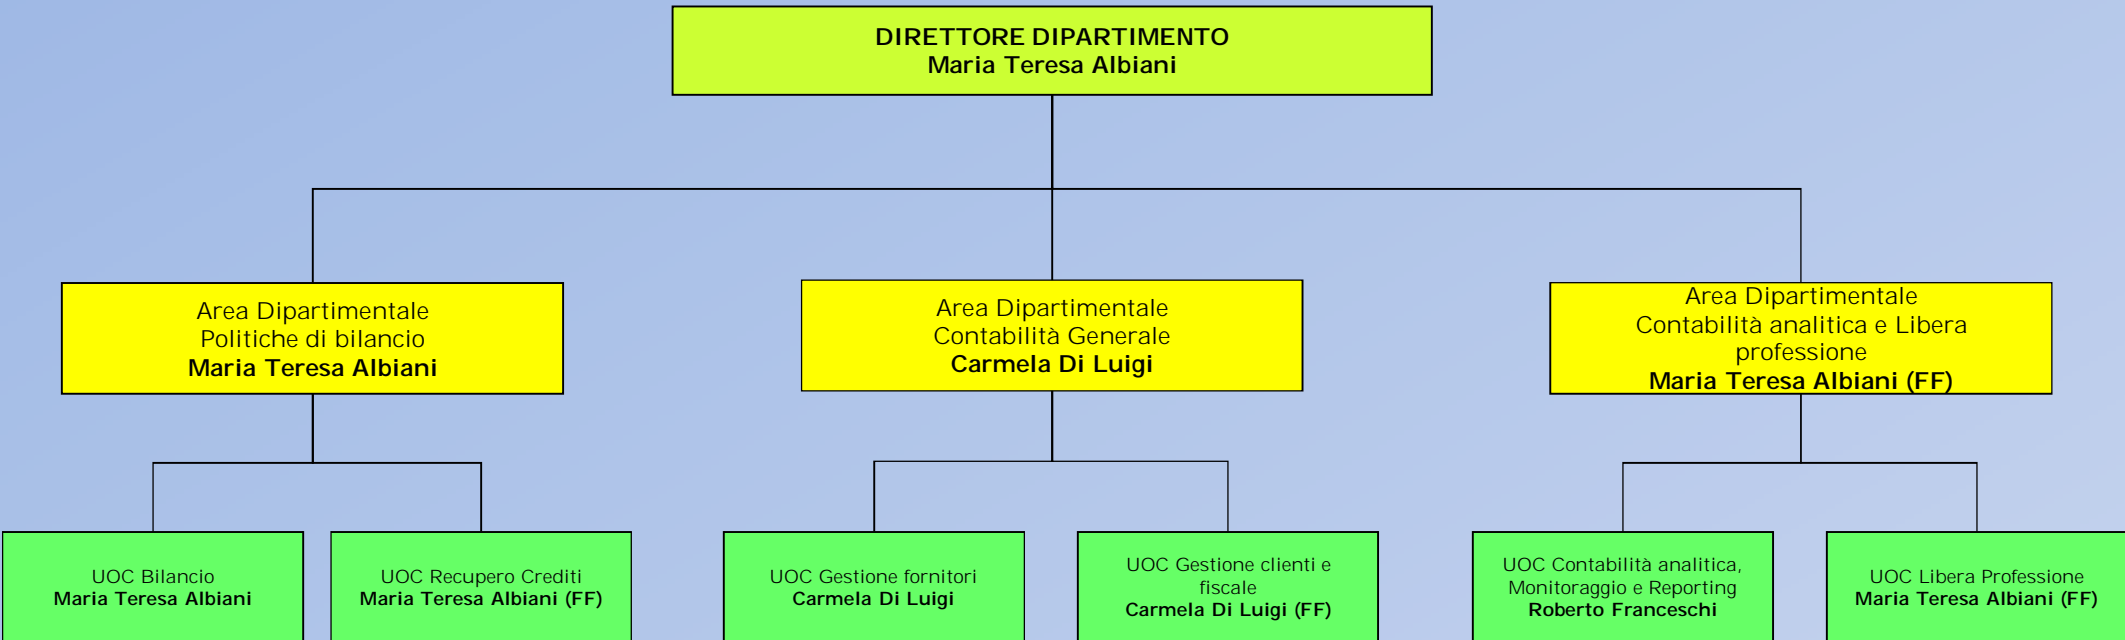 DIRETTORE DIPARTIMENTO
Maria Teresa Albiani
Area Dipartimentale
Politiche di bilancio
Maria Teresa Albiani
Area Dipartimentale
Contabilità Generale
Carmela Di Luigi
Area Dipartimentale
Contabilità analitica e Libera
professione
Maria Teresa Albiani (FF)
UOC Bilancio
Maria Teresa Albiani
UOC Recupero Crediti
Maria Teresa Albiani (FF)
UOC Gestione fornitori
Carmela Di Luigi
UOC Gestione clienti e
fiscale
Carmela Di Luigi (FF)
UOC Contabilità analitica,
Monitoraggio e Reporting
Roberto Franceschi
UOC Libera Professione
Maria Teresa Albiani (FF)